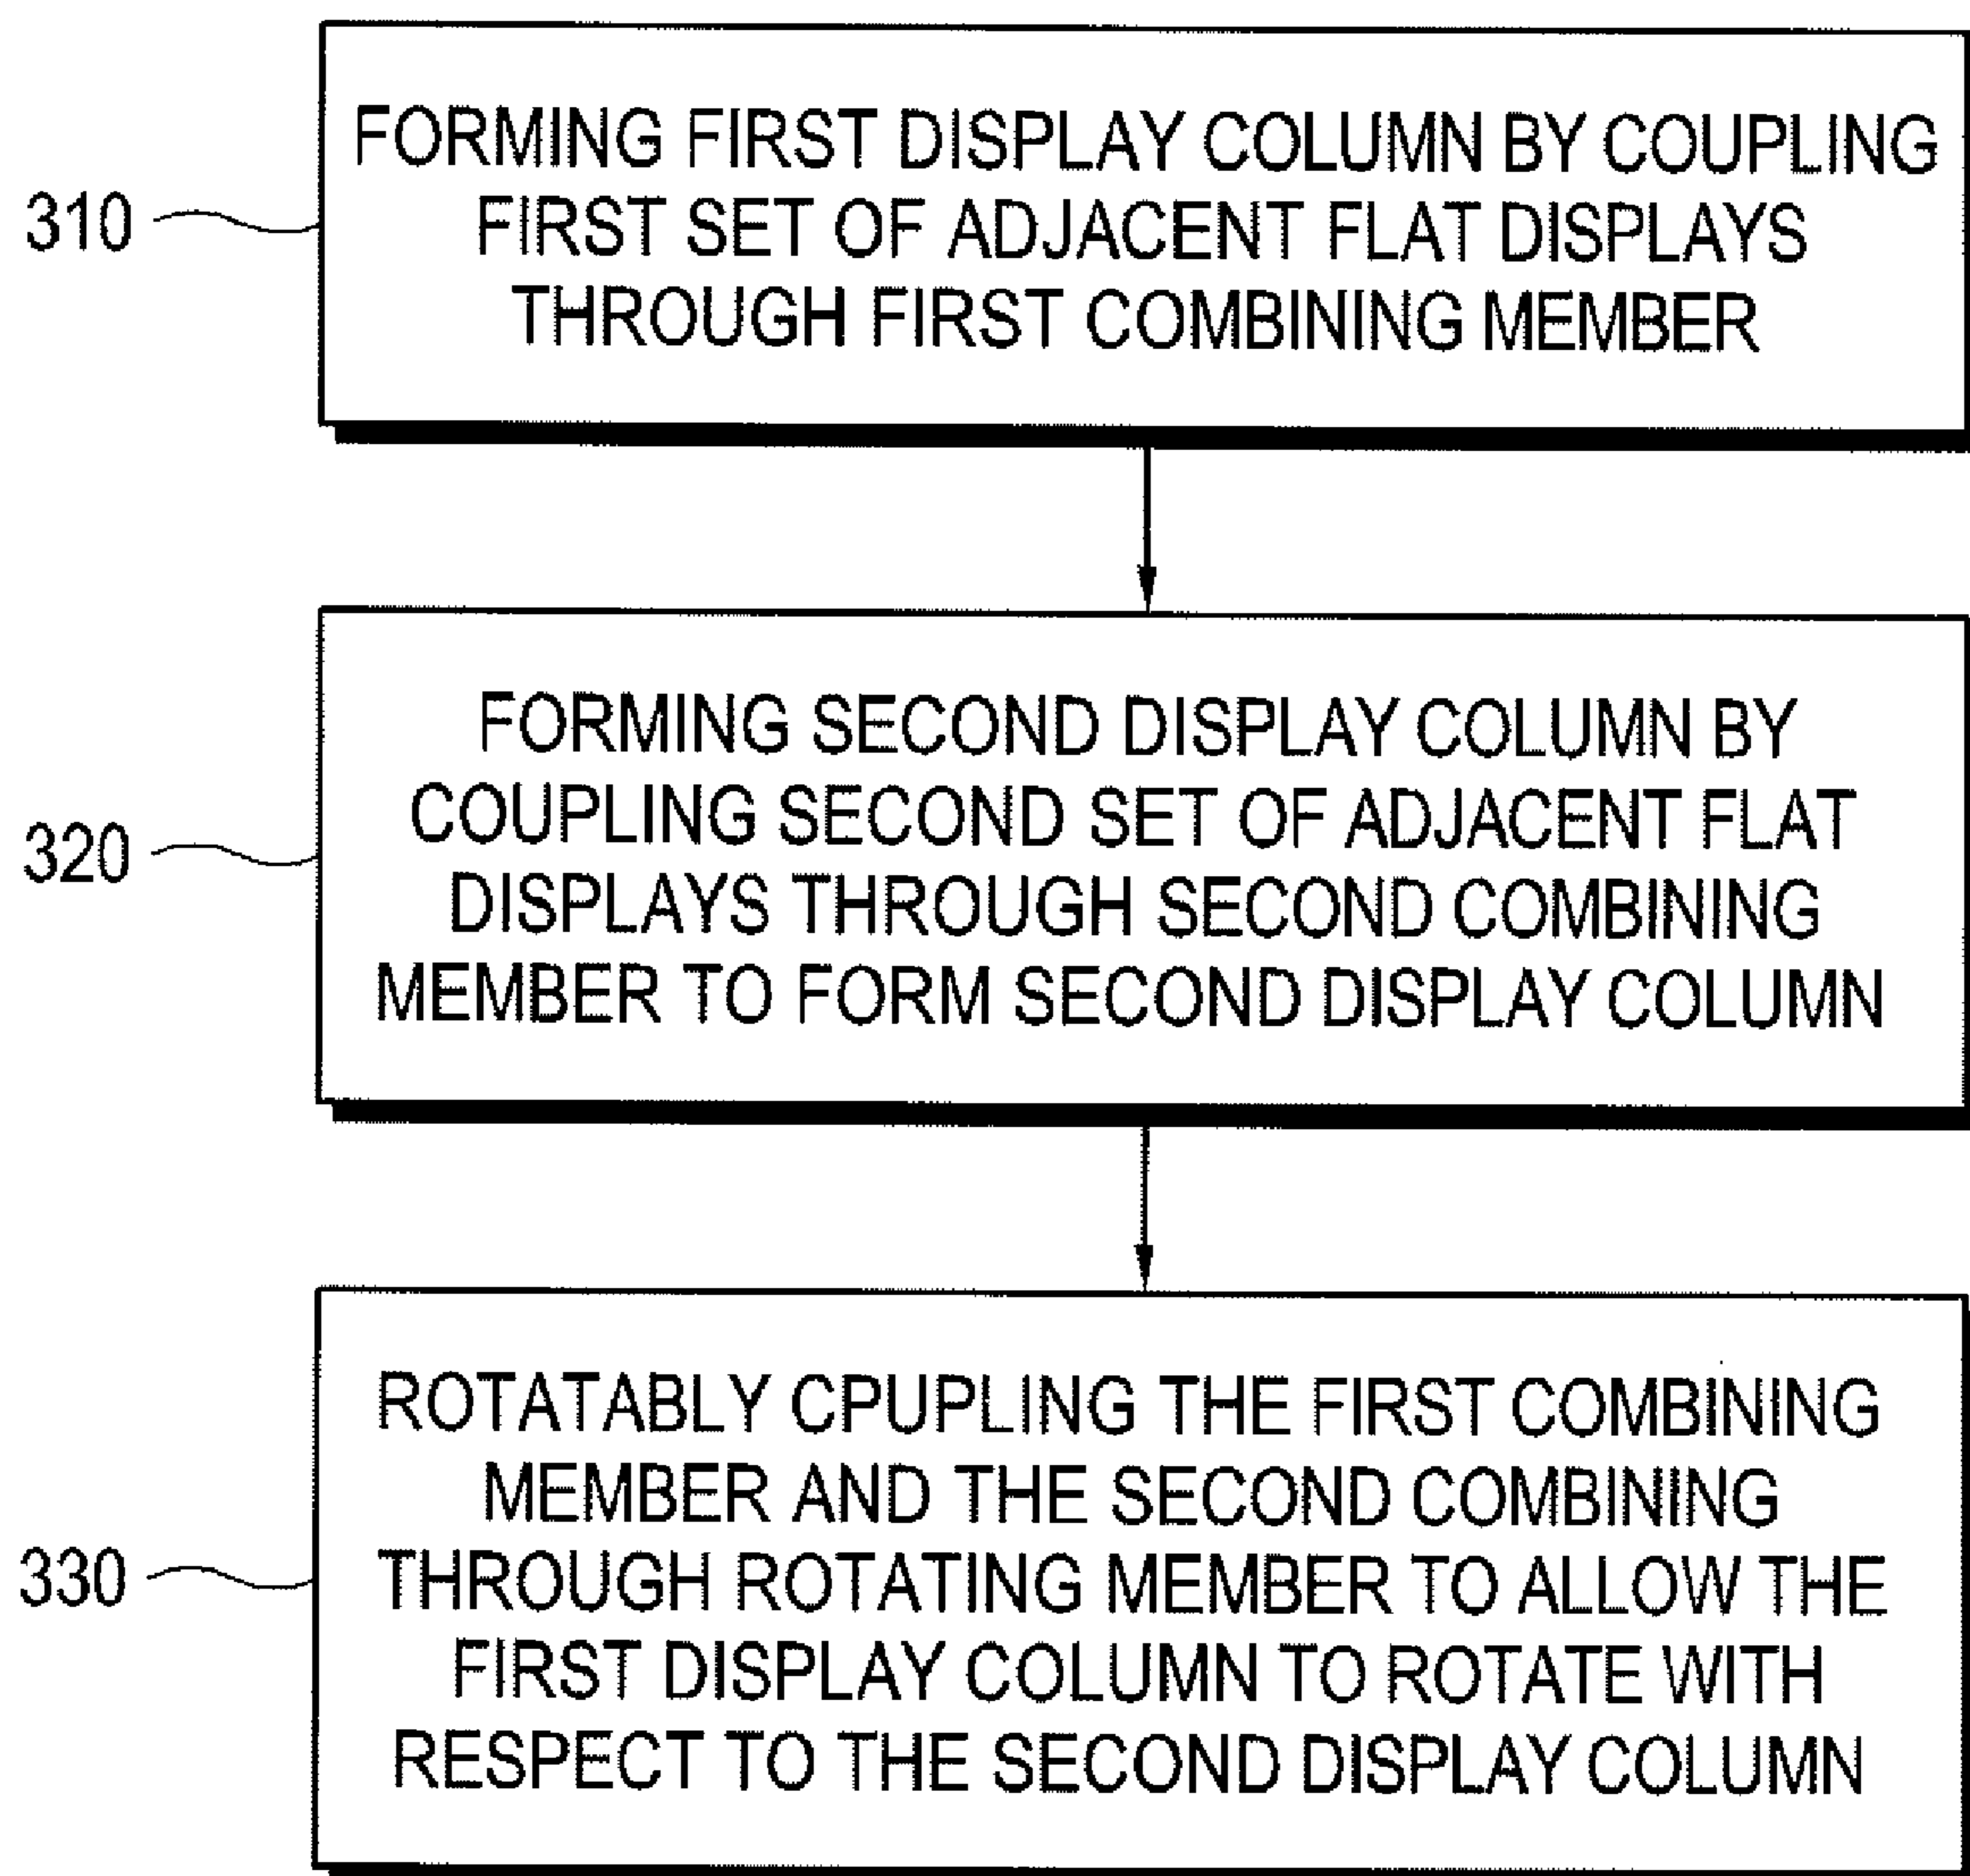 310
FORMING FIRST DISPLAY COLUMN BY COUPLING
FIRST SET OF ADJACENT FLAT DISPLAYS
THROUGH FIRST COMBINING MEMBER
320
FORMING SECOND DISPLAY COLUMN BY
COUPLING SECOND SET OF ADJACENT FLAT
DISPLAYS THROUGH SECOND COMBINING
MEMBER TO FORM SECOND DISPLAY COLUMN
330
ROTATABLY CPUPLING THE FIRST COMBINING
MEMBER AND THE SECOND COMBINING
THROUGH ROTATING MEMBER TO ALLOW THE
FIRST DISPLAY COLUMN TO ROTATE WITH
RESPECT TO THE SECOND DISPLAY COLUMN